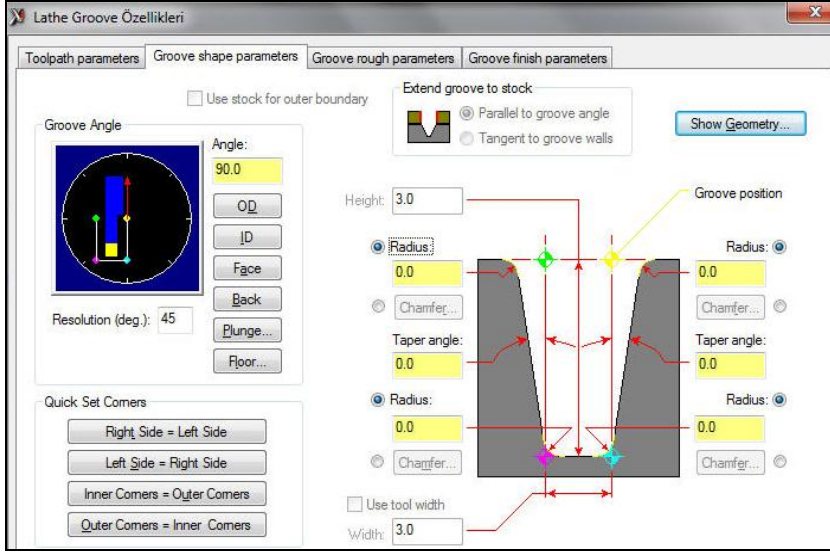 Lathe Groove Özellikleri
Toolpath parameters
Groove shape parameters
Groove rough parameters
Groove finish parameters
Use stock for outer boundary
Extend groove to stock
Parallel to groove angle
Tangent to groove walls
Show Geometry...
Groove Angle
Angle:
90.0
OD
ID
Face
Back
Plunge...
Floor...
Resolution (deg.): 45
Quick Set Corners
Right Side = Left Side
Left Side = Right Side
Inner Corners = Outer Corners
Outer Corners = Inner Corners
Height: 3.0
Groove position
Radius:
0.0
Chamfer...
Taper angle:
0.0
Radius:
0.0
Chamfer...
Radius:
0.0
Chamfer...
Taper angle:
0.0
Radius:
0.0
Chamfer...
Use tool width
Width: 3.0